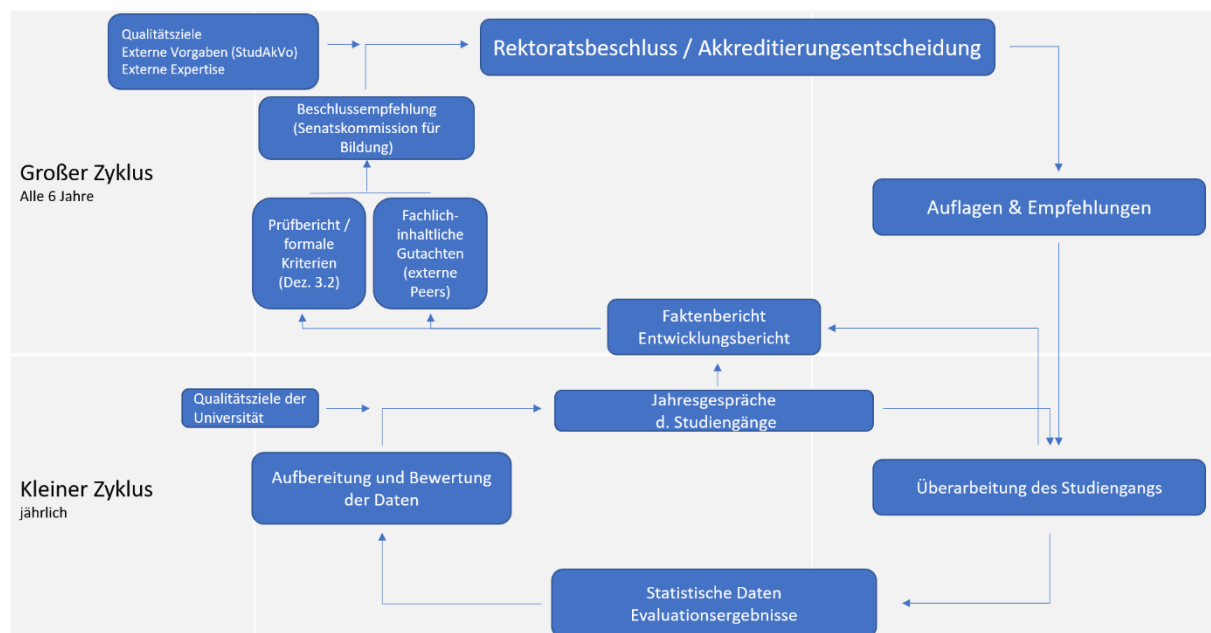 Qualitätsziele
Externe Vorgaben (StudAkVo)
Externe Expertise
Rektoratsbeschluss / Akkreditierungsentscheidung
Beschlussempfehlung
(Senatskommission für
Bildung)
Großer Zyklus
Alle 6 Jahre
Auflagen & Empfehlungen
Prüfbericht /
formale
Kriterien
(Dez. 3.2)
Fachlich-
inhaltliche
Gutachten
(externe
Peers)
Faktenbericht
Entwicklungsbericht
Qualitätsziele der
Universität
Jahresgespräche
d. Studiengänge
Kleiner Zyklus
jährlich
Aufbereitung und Bewertung
der Daten
Überarbeitung des Studiengangs
Statistische Daten
Evaluationsergebnisse